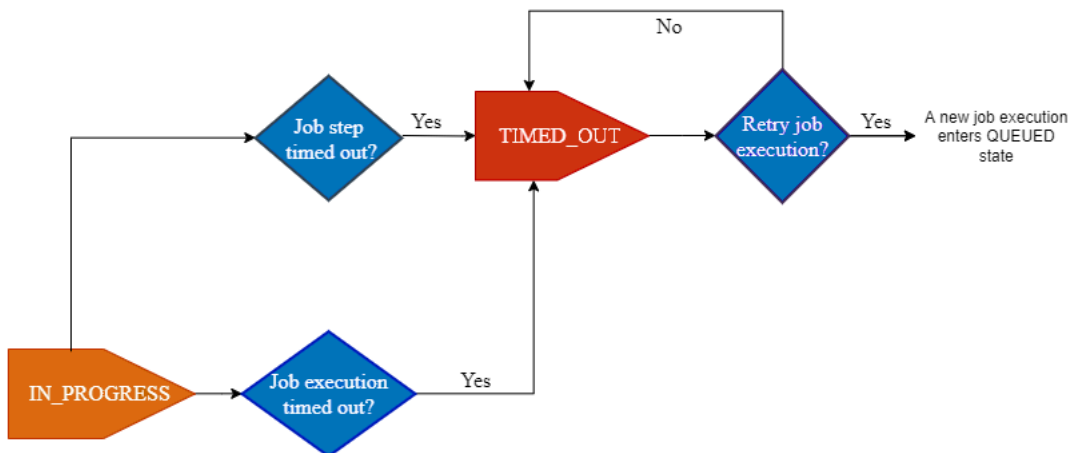 No
Job step
timed out?
Yes
TIMED_OUT
Retry job
execution?
Yes
A new job execution
enters QUEUED
state
IN_PROGRESS
Job execution
timed out?
Yes